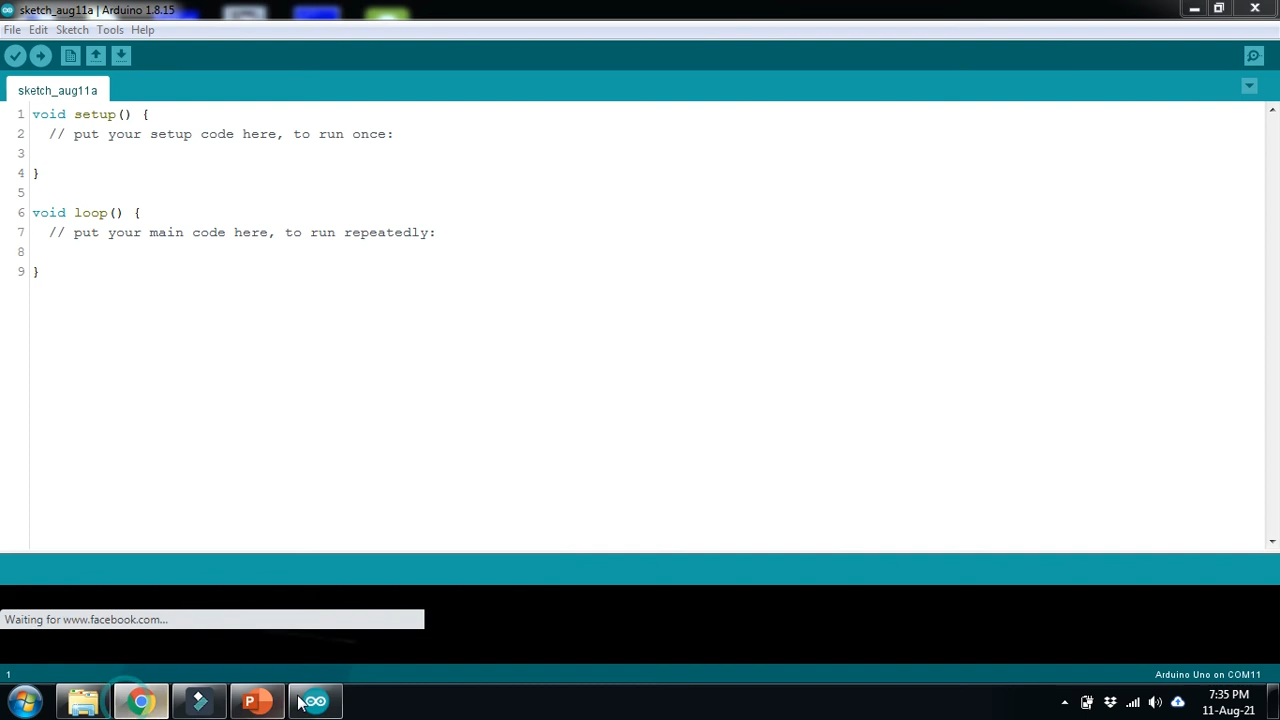 sketch_aug11a | Arduino 1.8.15
File Edit Sketch Tools Help
sketch_aug11a
1 void setup() {
2 // put your setup code here, to run once:
3
4 }
5
6 void loop() {
7 // put your main code here, to run repeatedly:
8
9 }
Waiting for www.facebook.com...
1 Arduino Uno on COM11
P
7:35 PM
11-Aug-21